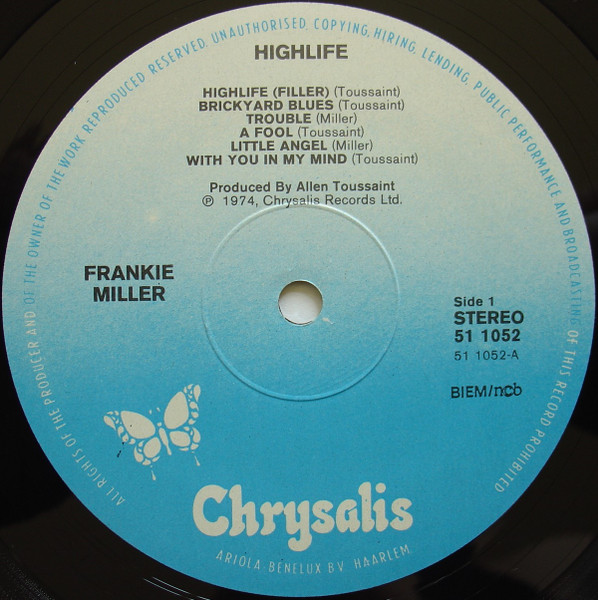 ALL RIGHTS OF THE PRODUCER AND OF THE OWNER OF THE WORK REPRODUCED RESERVED. UNAUTHORISED. COPYING, HIRING, LENDING, PUBLIC PERFORMANCE AND BROADCASTING OF THIS RECORD PROHIBITED
HIGHLIFE
HIGHLIFE (FILLER) (Toussaint)
BRICKYARD BLUES (Toussaint)
TROUBLE (Miller)
A FOOL (Toussaint)
LITTLE ANGEL (Miller)
WITH YOU IN MY MIND (Toussaint)
Produced By Allen Toussaint
℗ 1974, Chrysalis Records Ltd.
FRANKIE
MILLER
Side 1
STEREO
51 1052
51 1052-A
BIEM/ncb
Chrysalis
ARIOLA-BENELUX B.V. HAARLEM.